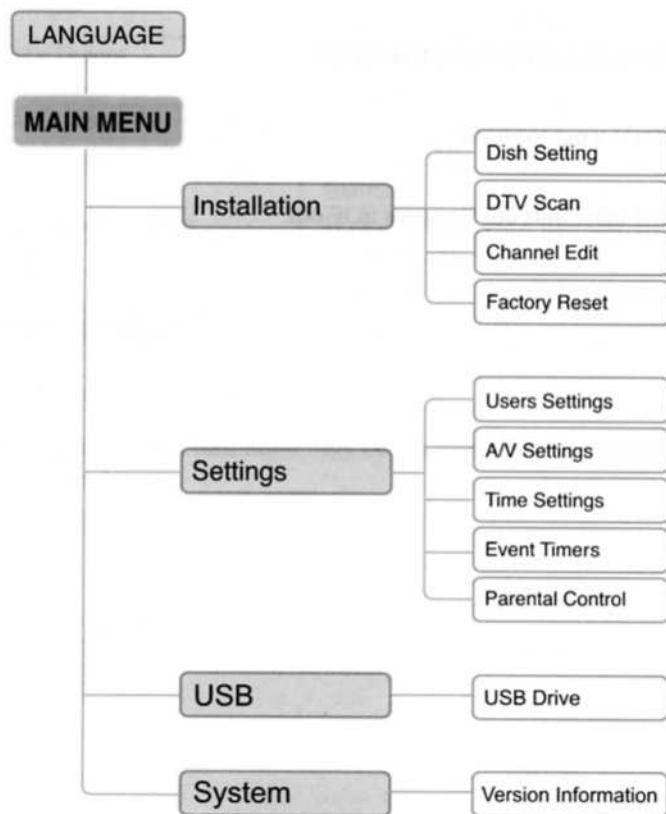 LANGUAGE
MAIN MENU
Installation
Dish Setting
DTV Scan
Channel Edit
Factory Reset
Settings
Users Settings
A/V Settings
Time Settings
Event Timers
Parental Control
USB
USB Drive
System
Version Information